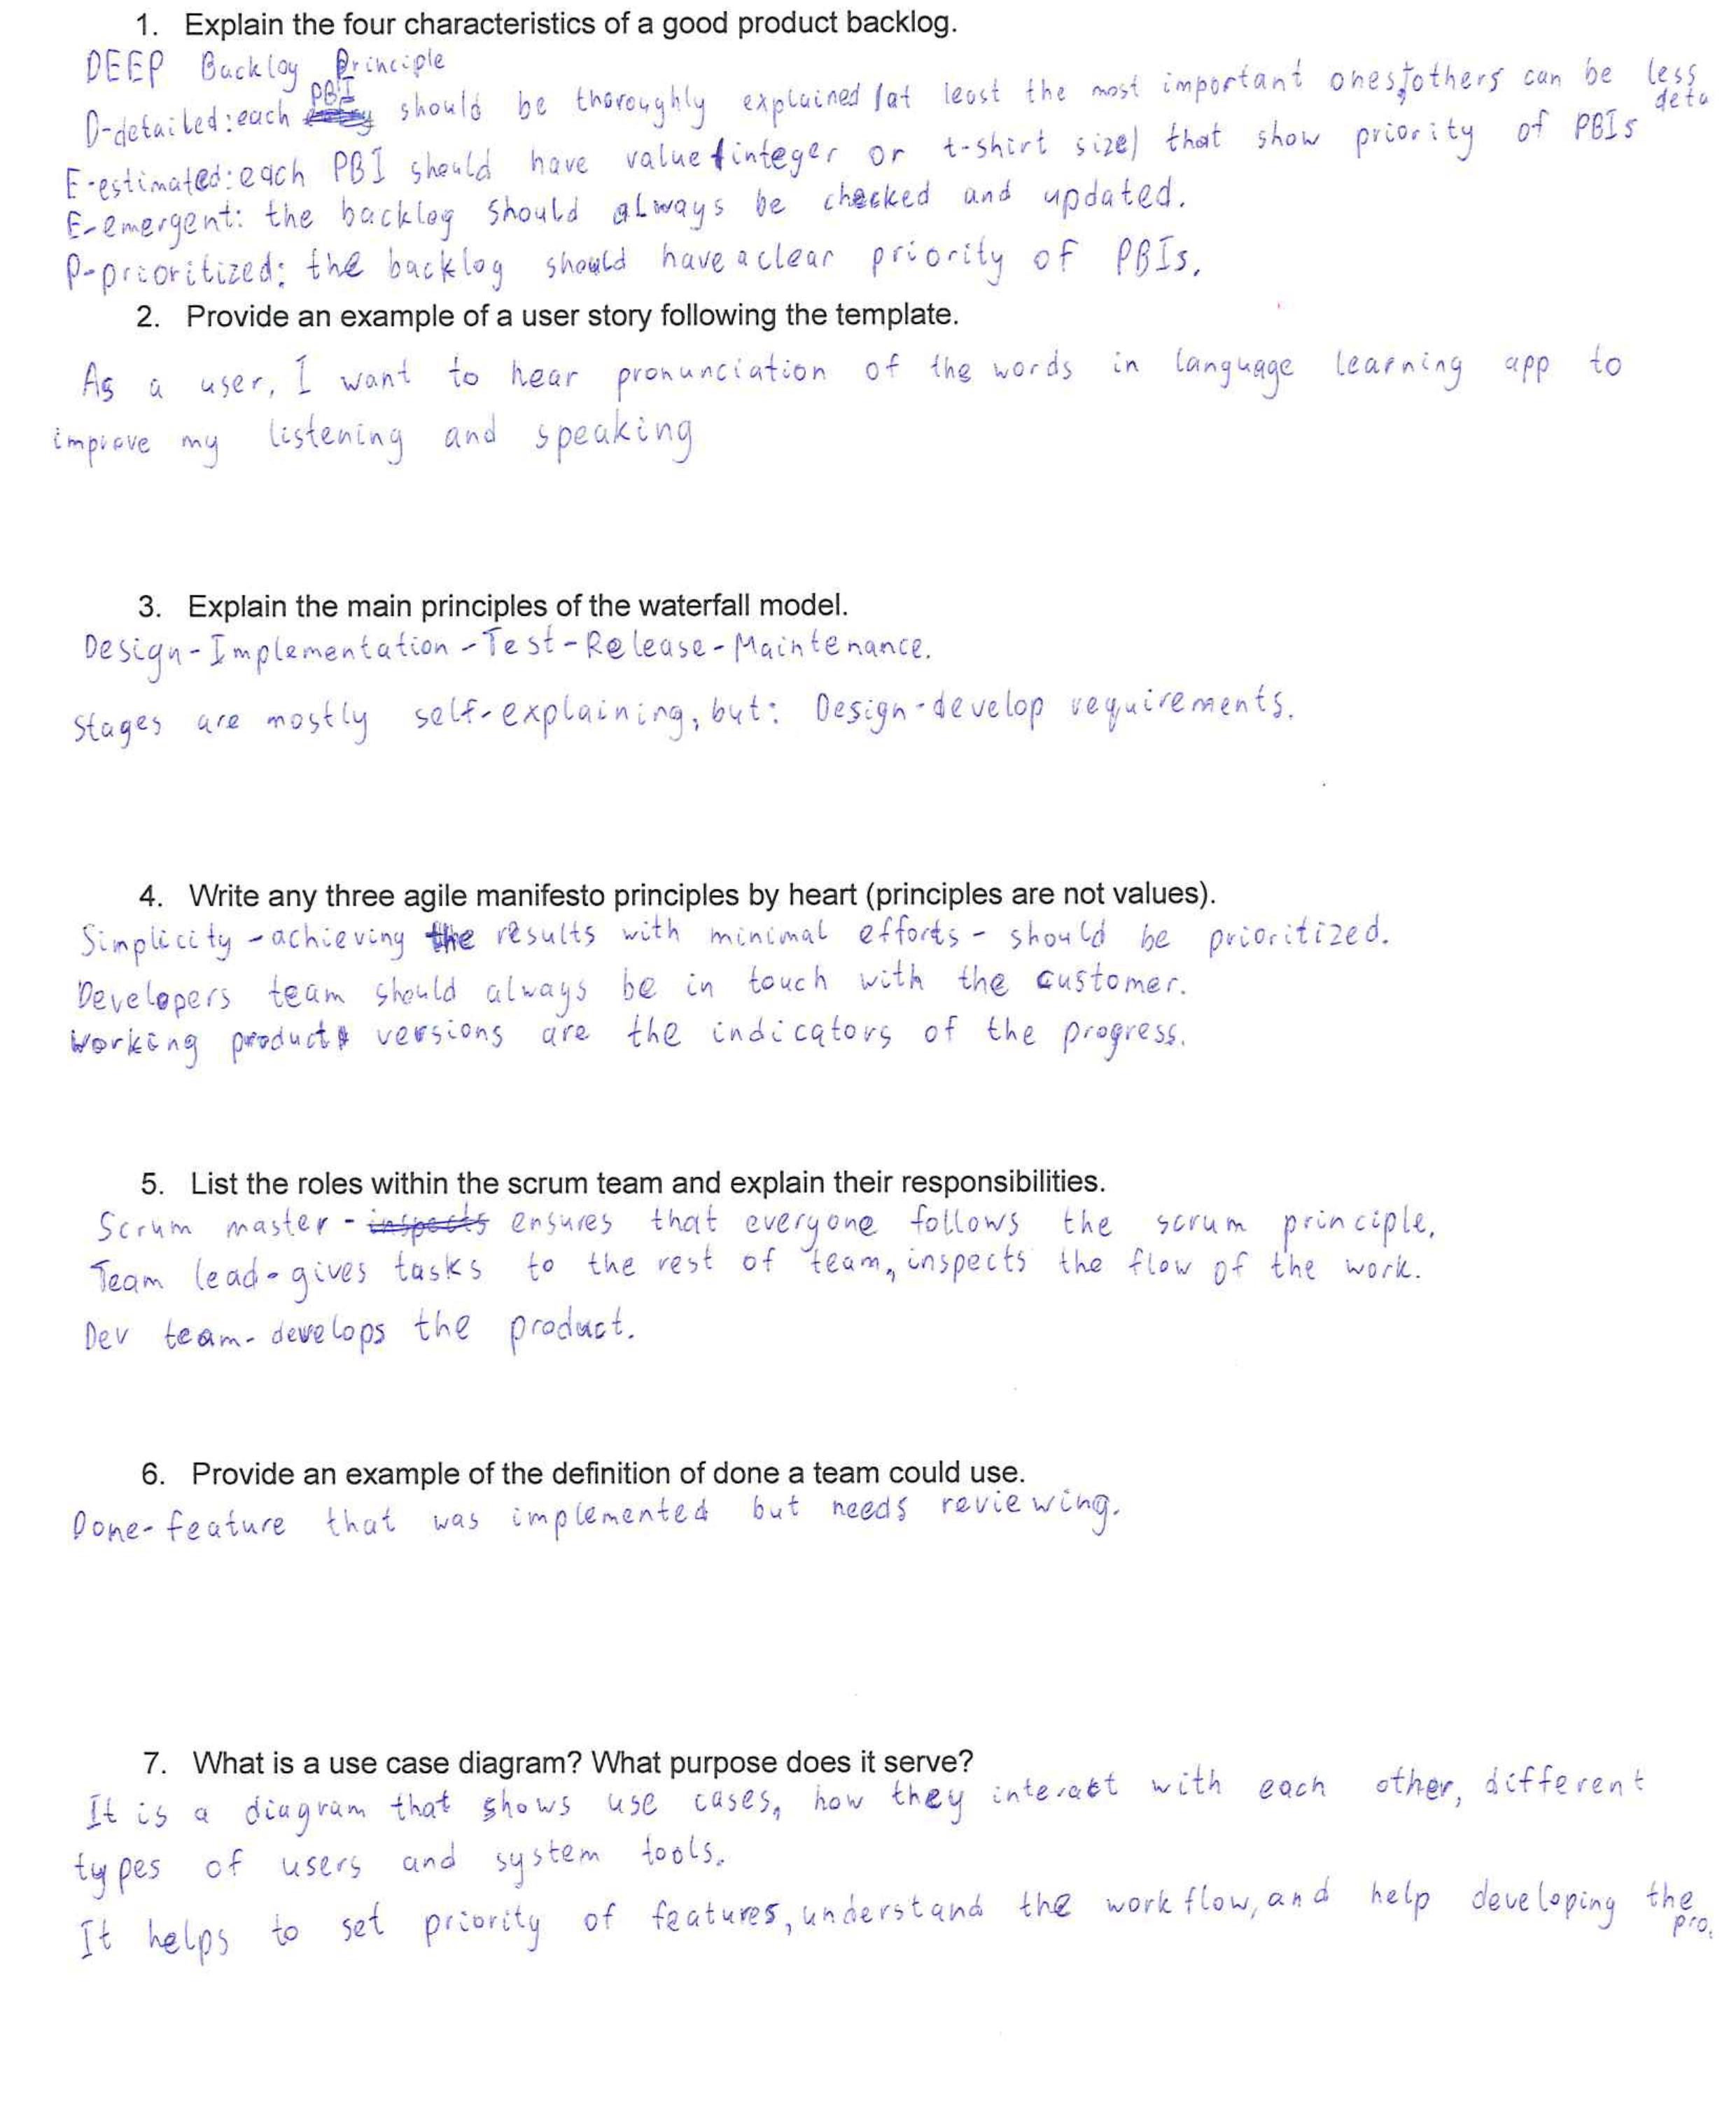 1. Explain the four characteristics of a good product backlog.
DEEP Backlog Principle
D-detailed: each PBI should be thoroughly explained (at least the most important ones, others can be less deta
E-estimated: each PBI should have value (integer or t-shirt size) that show priority of PBIs
E-emergent: the backlog should always be checked and updated.
P-prioritized: the backlog should have a clear priority of PBIs.
2. Provide an example of a user story following the template.
As a user, I want to hear pronunciation of the words in language learning app to
improve my listening and speaking
3. Explain the main principles of the waterfall model.
Design-Implementation-Test-Release-Maintenance.
Stages are mostly self-explaining, but: Design-develop requirements.
4. Write any three agile manifesto principles by heart (principles are not values).
Simplicity - achieving the results with minimal efforts - should be prioritized.
Developers team should always be in touch with the customer.
Working product versions are the indicators of the progress.
5. List the roles within the scrum team and explain their responsibilities.
Scrum master - inspects ensures that everyone follows the scrum principle.
Team lead-gives tasks to the rest of team, inspects the flow of the work.
Dev team-develops the product.
6. Provide an example of the definition of done a team could use.
Done-feature that was implemented but needs reviewing.
7. What is a use case diagram? What purpose does it serve?
It is a diagram that shows use cases, how they interact with each other, different
types of users and system tools.
It helps to set priority of features, understand the workflow, and help developing the pro.